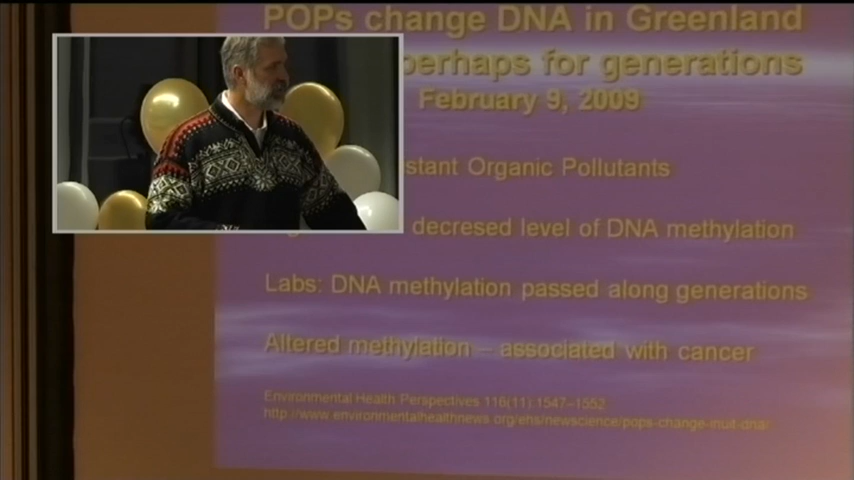 POPs change DNA in Greenland
perhaps for generations
February 9, 2009
Organic Pollutants
decresed level of DNA methylation
Labs: DNA methylation passed along generations
Altered methylation – associated with cancer
Environmental Health Perspectives 116(11):1547–1552
http://www.environmentalhealthnews.org/ehs/newscience/pops-change-inuit-dna/